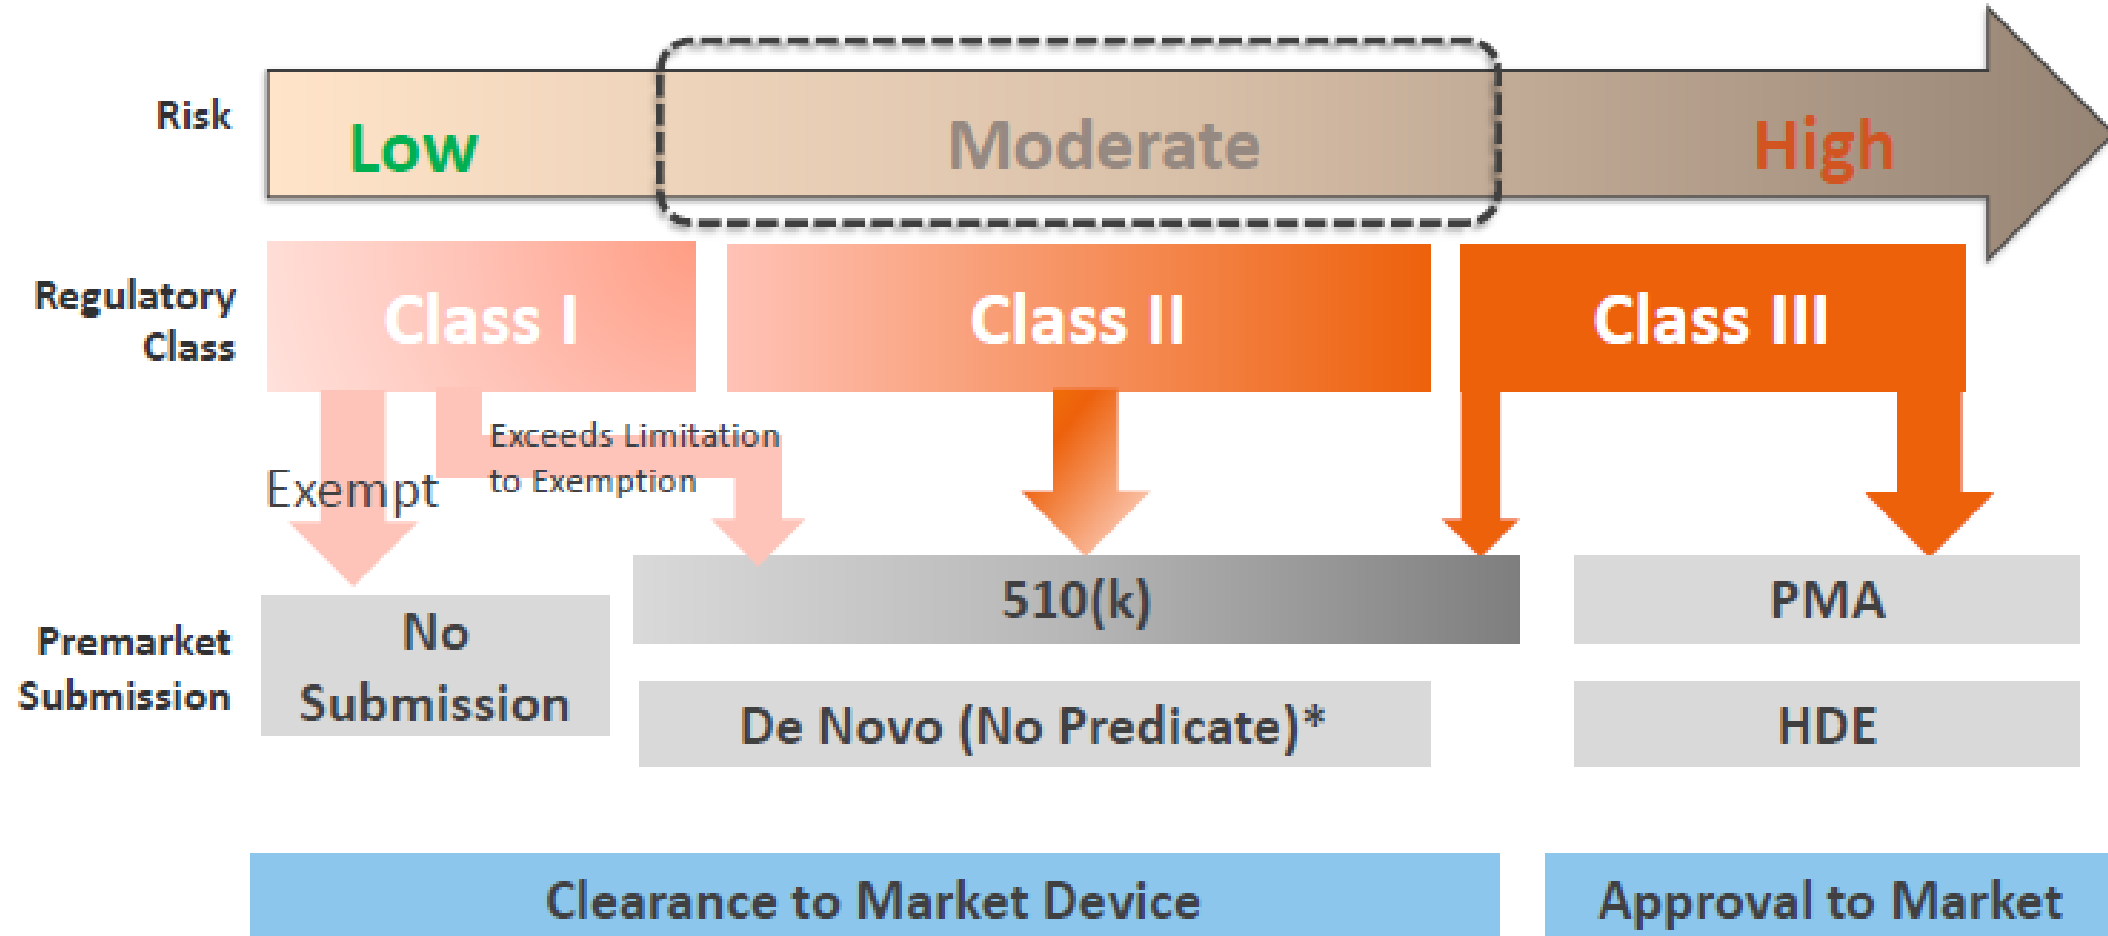 Risk
Low
Moderate
High
Regulatory
Class
Class I
Class II
Class III
Exempt
Exceeds Limitation
to Exemption
Premarket
Submission
No
Submission
510(k)
PMA
De Novo (No Predicate)*
HDE
Clearance to Market Device
Approval to Market